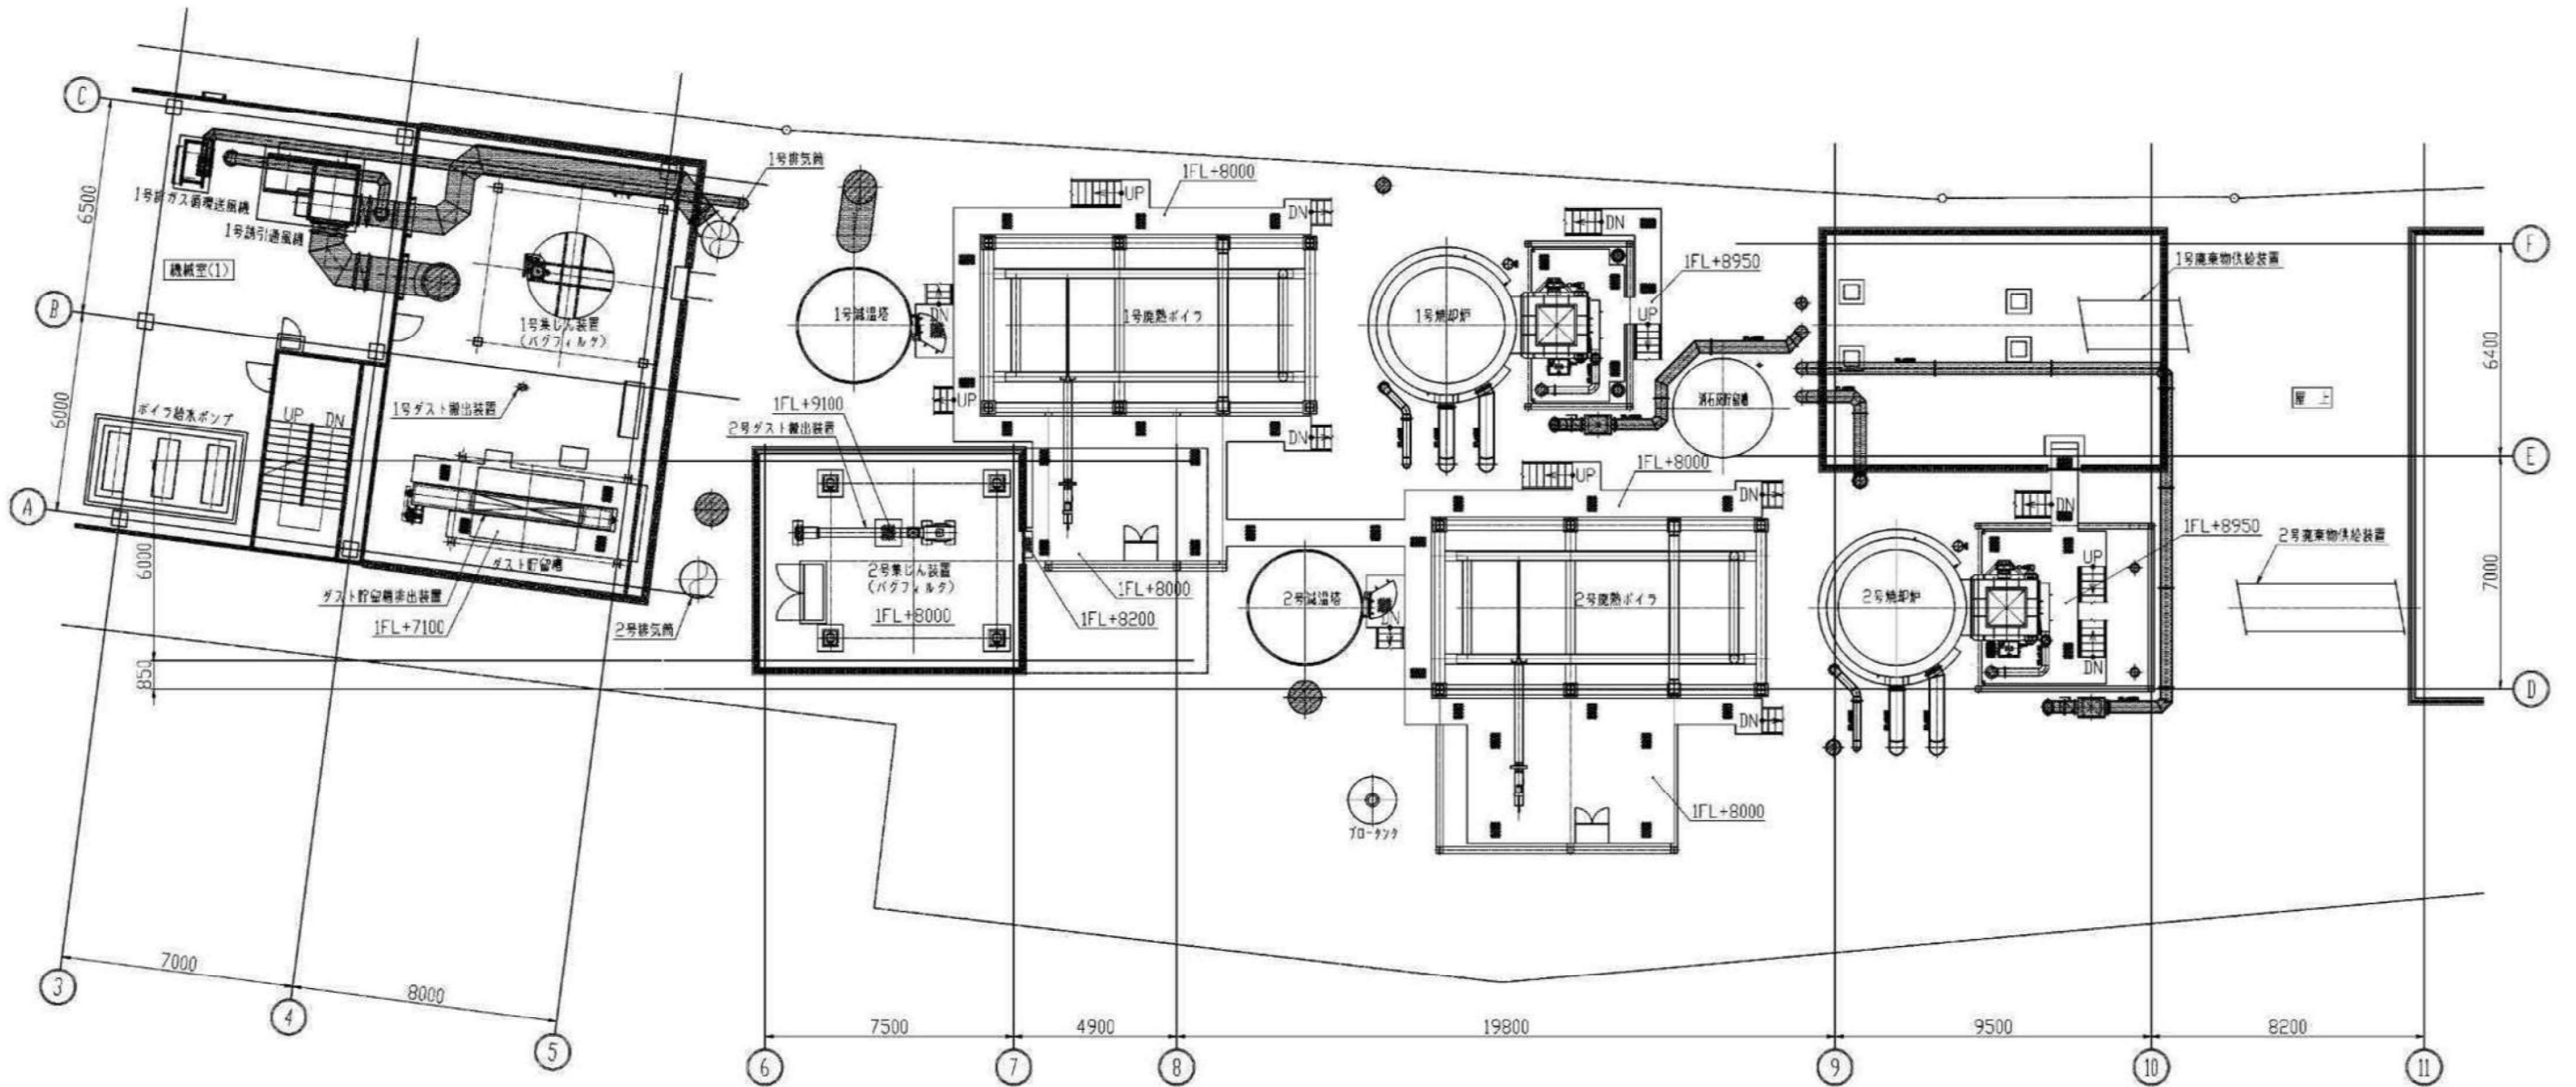 C
B
A
6500
6000
6000
850
1号排気筒
1号排ガス循環送風機
1号誘引通風機
機械室(1)
1号集じん装置
(バグフィルタ)
1号ダスト搬出装置
ボイラ給水ポンプ
UP
DN
ダスト貯留槽
ダスト貯留槽排出装置
1FL+7100
2号排気筒
7000
8000
3
4
5
1号減温塔
DN
UP
UP
1FL+8000
DN
1号廃熱ボイラ
DN
1FL+9100
2号ダスト搬出装置
2号集じん装置
(バグフィルタ)
1FL+8000
1FL+8000
1FL+8200
1号焼却炉
DN
1FL+8950
UP
消石灰貯留槽
UP
1FL+8000
DN
2号減温塔
DN
2号廃熱ボイラ
DN
1FL+8000
ブロータンク
1号廃棄物供給装置
屋上
2号焼却炉
DN
UP
DN
1FL+8950
2号廃棄物供給装置
F
E
D
6400
7000
7500
4900
19800
9500
8200
6
7
8
9
10
11